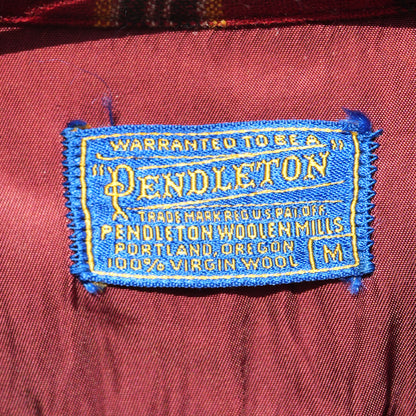 WARRANTED TO BE A
"PENDLETON"
TRADE MARK REG. U.S. PAT. OFF.
PENDLETON WOOLEN MILLS
PORTLAND, OREGON
100% VIRGIN WOOL M